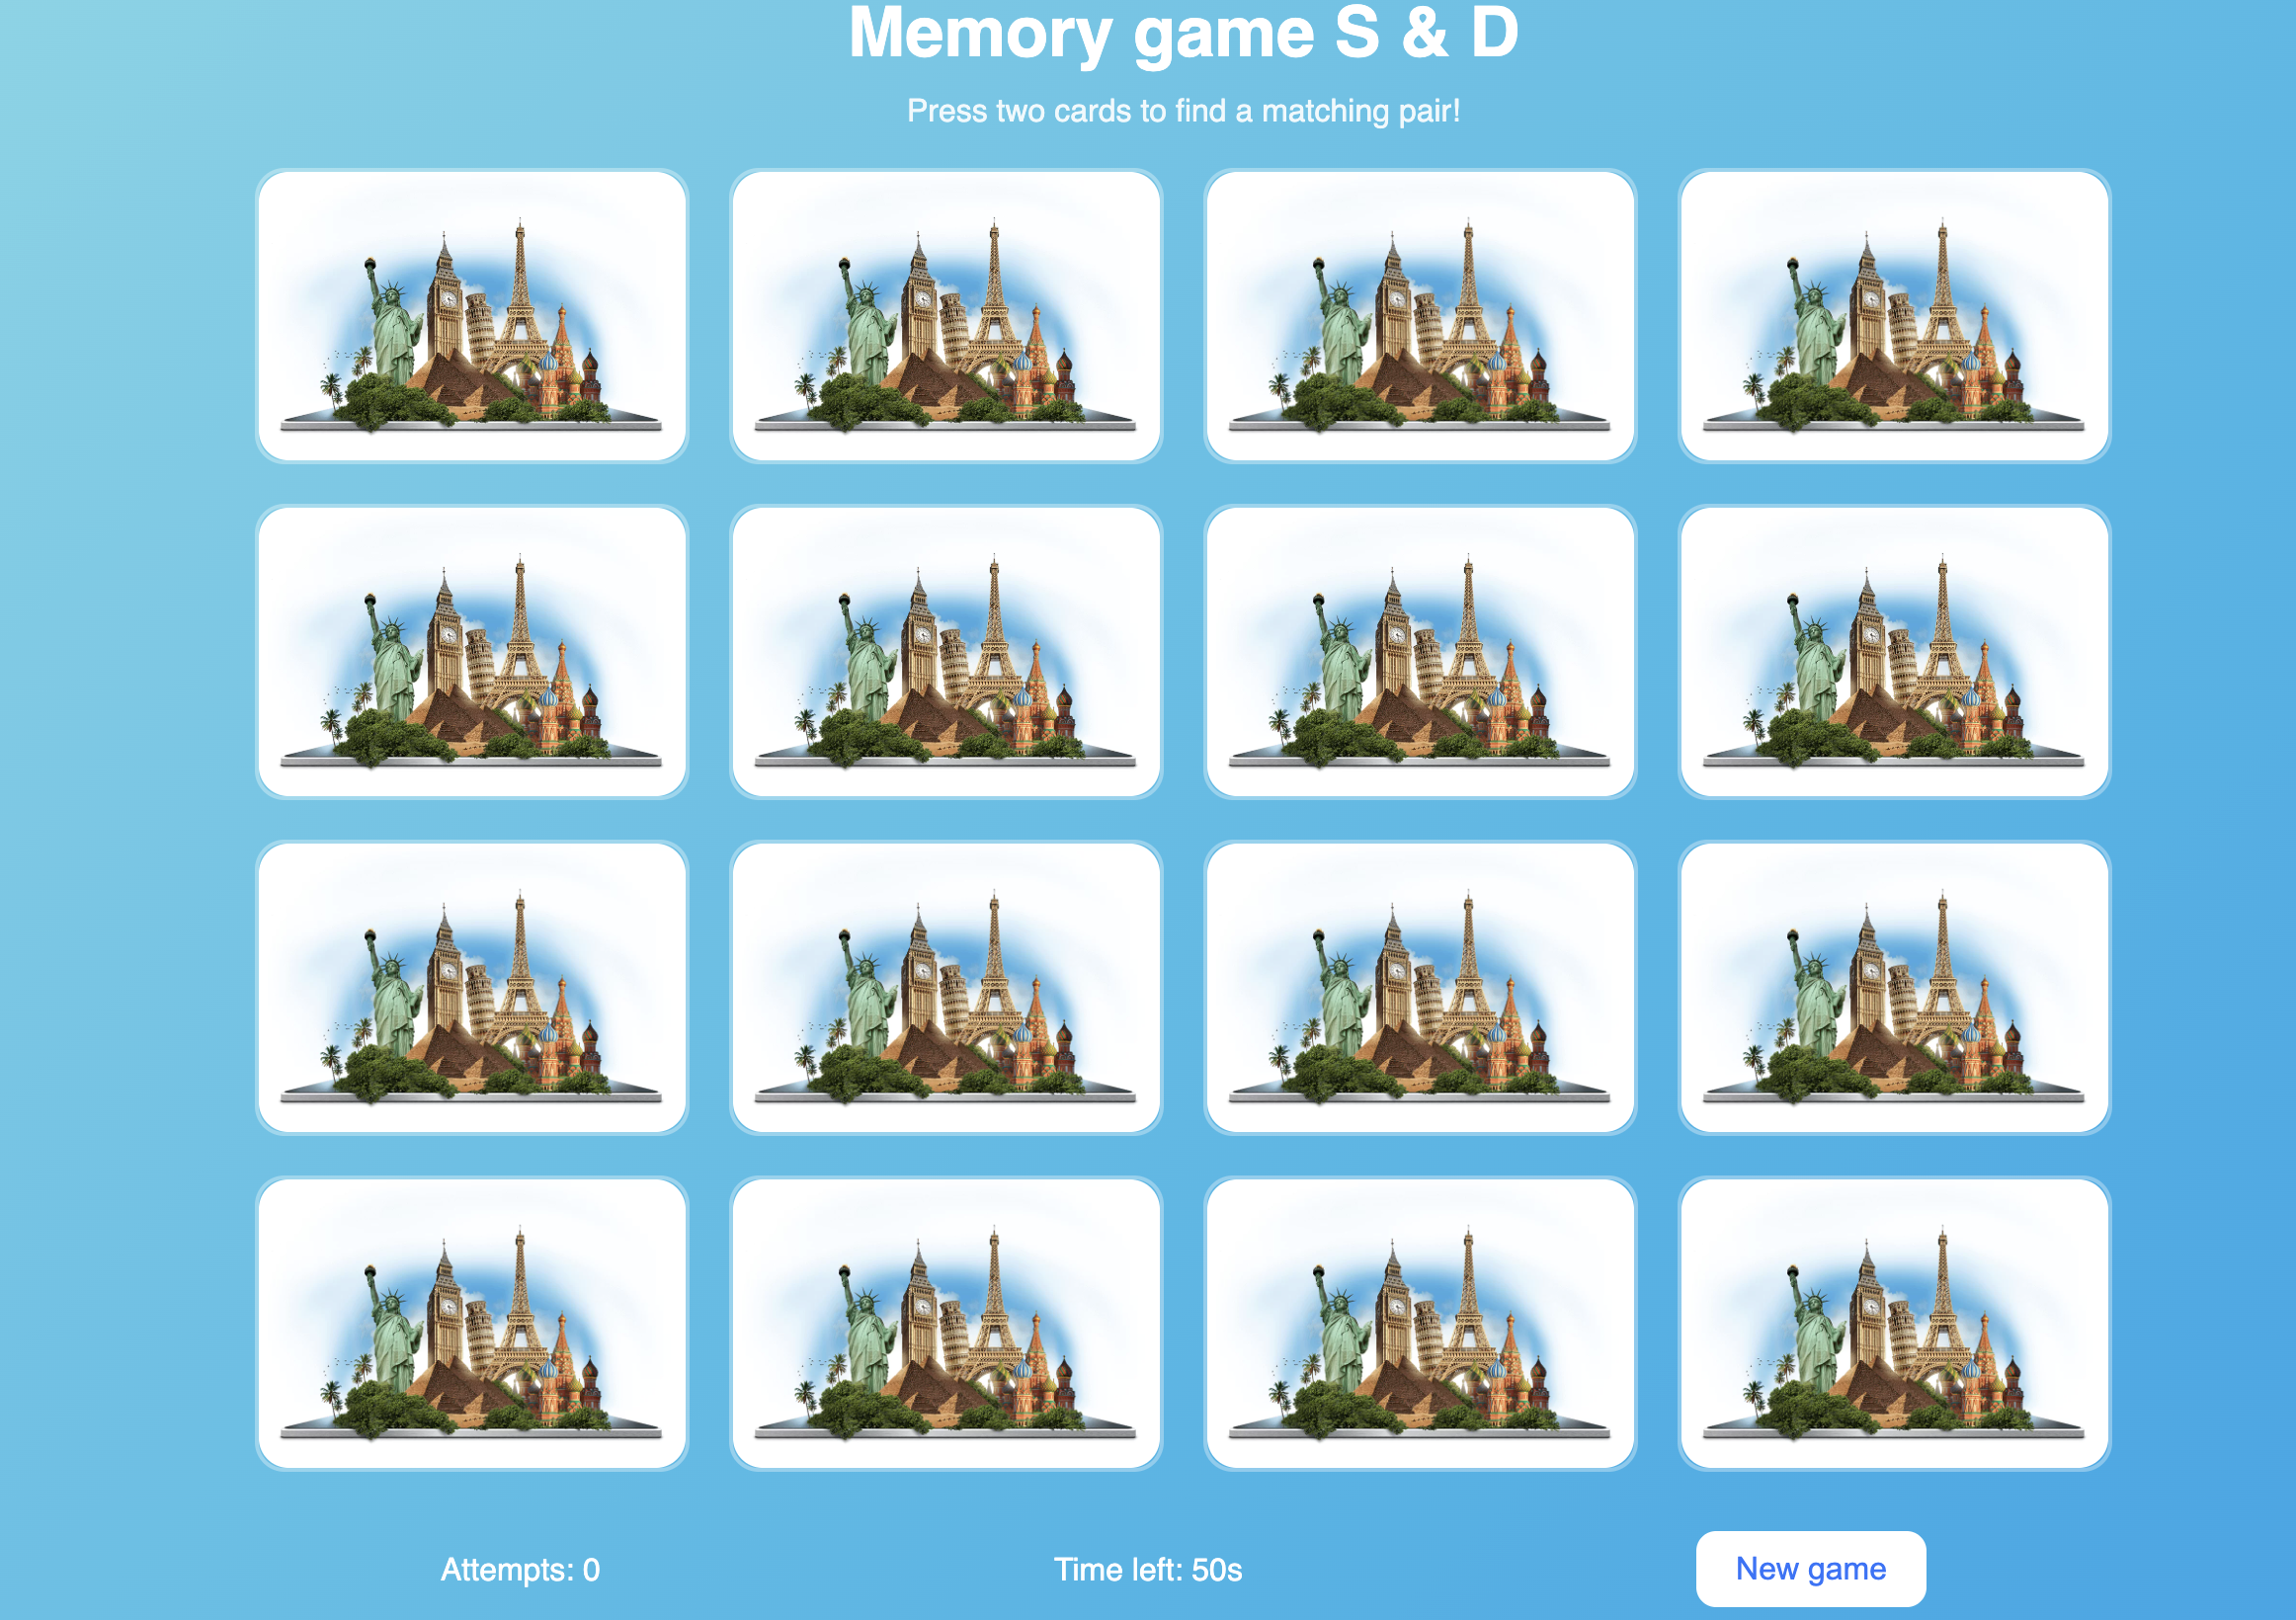 Memory game S & D
Press two cards to find a matching pair!
Attempts: 0
Time left: 50s
New game